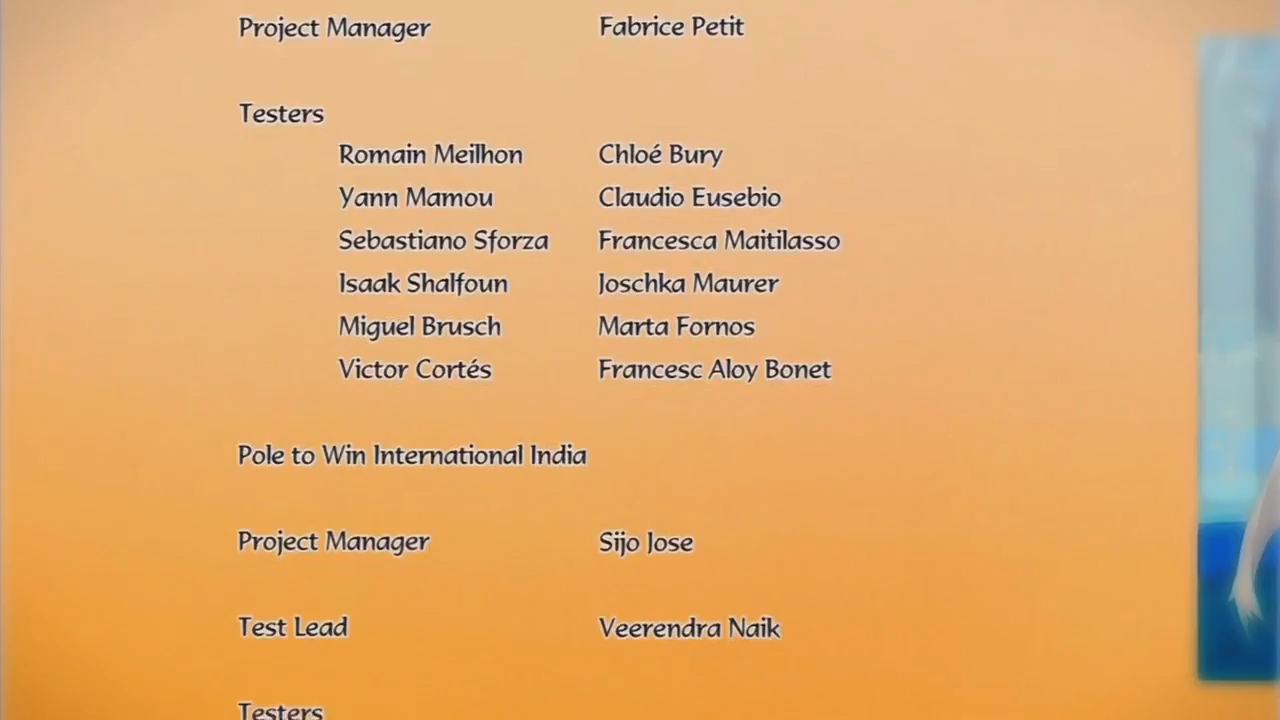 Project Manager Fabrice Petit
Testers
Romain Meilhon Chloé Bury
Yann Mamou Claudio Eusebio
Sebastiano Sforza Francesca Maitilasso
Isaak Shalfoun Joschka Maurer
Miguel Brusch Marta Fornos
Victor Cortés Francesc Aloy Bonet
Pole to Win International India
Project Manager Sijo Jose
Test Lead Veerendra Naik
Testers